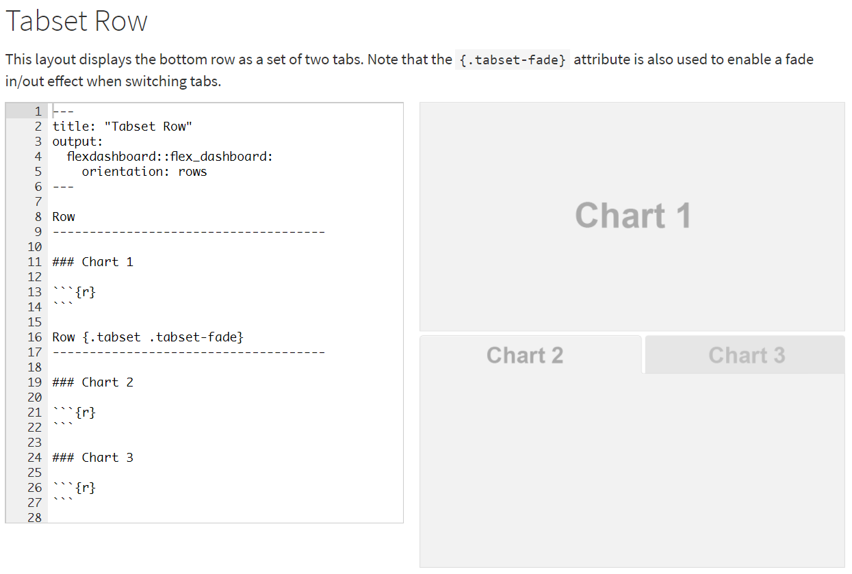 Tabset Row
This layout displays the bottom row as a set of two tabs. Note that the {.tabset-fade} attribute is also used to enable a fade
in/out effect when switching tabs.
1 ---
2 title: "Tabset Row"
3 output:
4   flexdashboard::flex_dashboard:
5     orientation: rows
6 ---
7
8 Row
9 -------------------------------------
10
11 ### Chart 1
12
13 ```{r}
14 ```
15
16 Row {.tabset .tabset-fade}
17 -------------------------------------
18
19 ### Chart 2
20
21 ```{r}
22 ```
23
24 ### Chart 3
25
26 ```{r}
27 ```
28
Chart 1
Chart 2 Chart 3